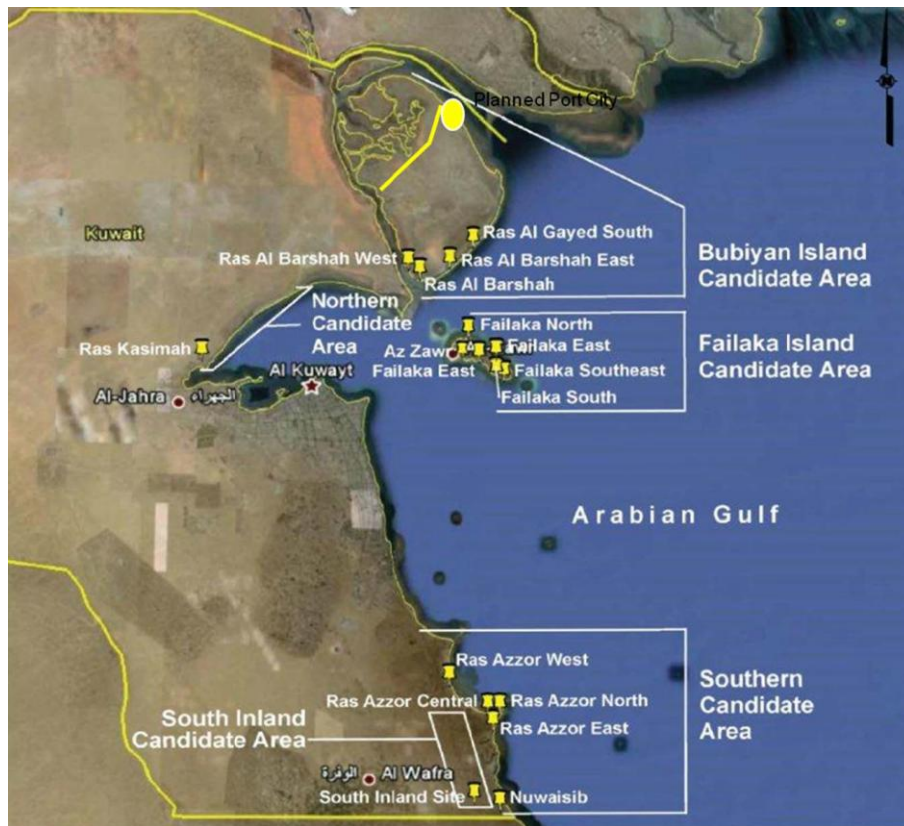 Planned Port City
Kuwait
Ras Al Gayed South
Ras Al Barshah West
Ras Al Barshah East
Ras Al Barshah
Bubiyan Island
Candidate Area
Northern
Candidate
Area
Ras Kasimah
Failaka North
Az Zawr
Failaka East
Failaka East
Failaka Southeast
Failaka South
Failaka Island
Candidate Area
Al Kuwayt
Al-Jahra
الجهراء
Arabian Gulf
Ras Azzor West
Ras Azzor Central
Ras Azzor North
Ras Azzor East
Southern
Candidate
Area
South Inland
Candidate Area
الوفرة
Al Wafra
South Inland Site
Nuwaisib